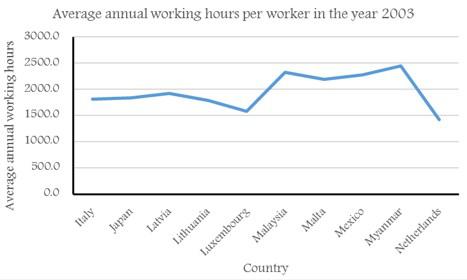 Average annual working hours per worker in the year 2003
Average annual working hours
3000.0
2500.0
2000.0
1500.0
1000.0
500.0
0.0
Italy
Japan
Latvia
Lithuania
Luxembourg
Malaysia
Malta
Mexico
Myanmar
Netherlands
Country